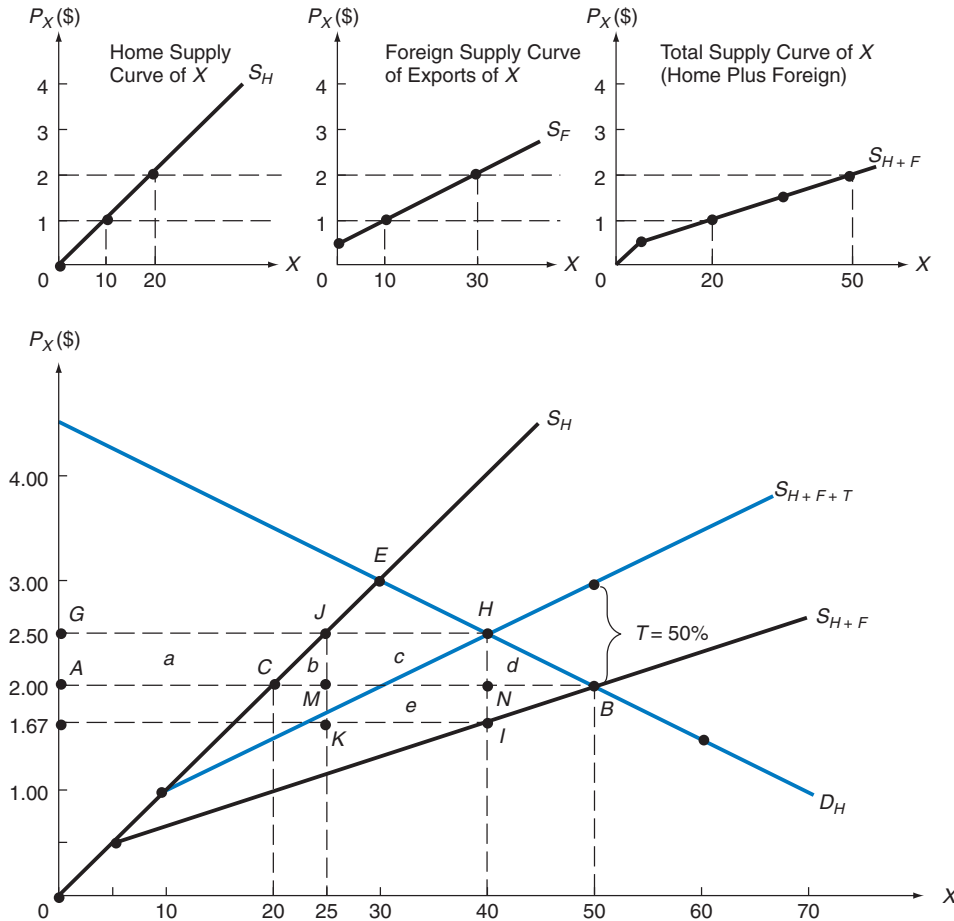 P_X($)
Home Supply
Curve of X
S_H
4
3
2
1
0
10
20
X
P_X($)
Foreign Supply Curve
of Exports of X
S_F
4
3
2
1
0
10
30
X
P_X($)
Total Supply Curve of X
(Home Plus Foreign)
S_{H+F}
4
3
2
1
0
20
50
X
P_X($)
S_H
4.00
S_{H+F+T}
E
3.00
G
J
H
S_{H+F}
2.50
T = 50%
a
b
c
d
A
C
2.00
M
N
B
e
1.67
K
I
1.00
D_H
0
10
20
25
30
40
50
60
70
X